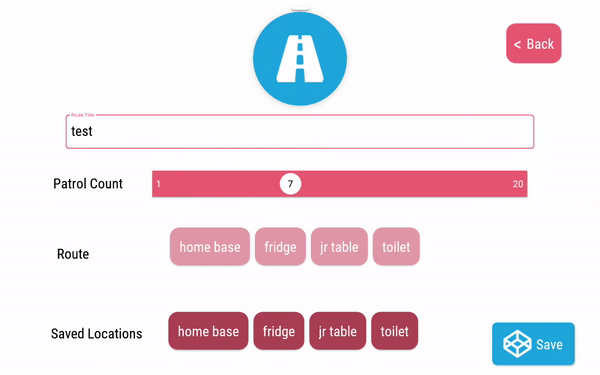 < Back
Route Title
test
Patrol Count 1 7 20
Route home base fridge jr table toilet
Saved Locations home base fridge jr table toilet
Save